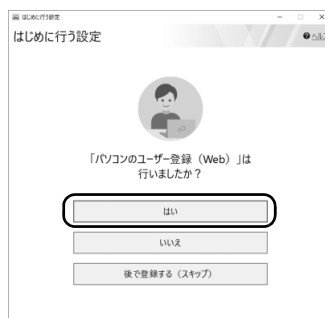 はじめに行う設定
はじめに行う設定
ヘルプ
「パソコンのユーザー登録（Web）」は
行いましたか？
はい
いいえ
後で登録する（スキップ）